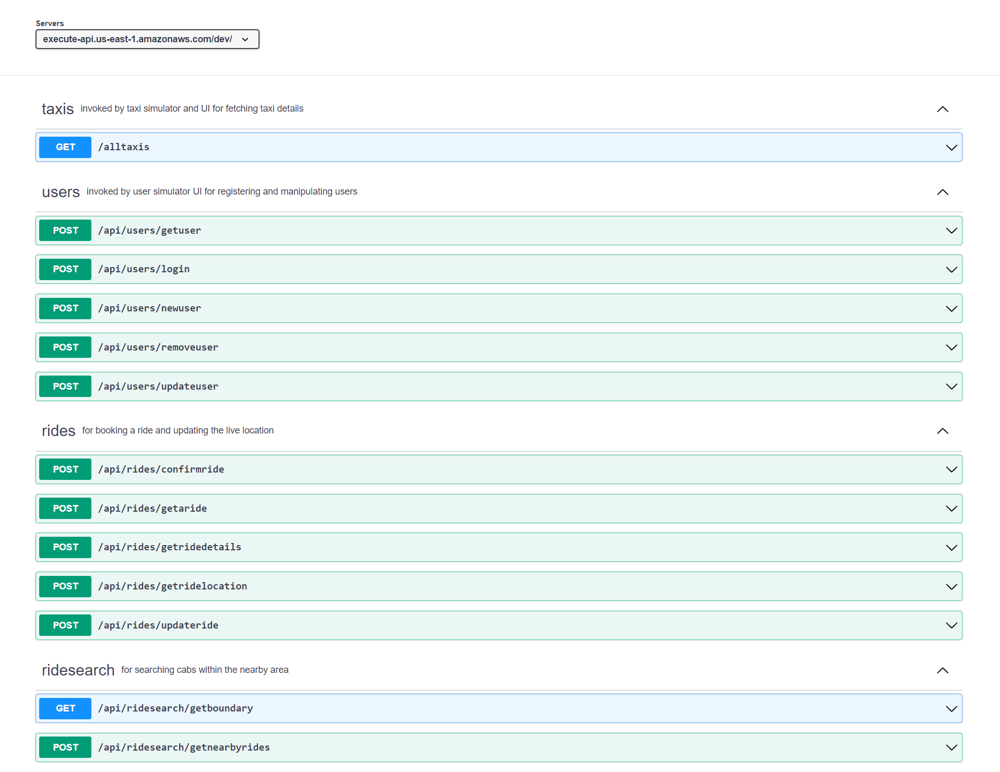 Servers
execute-api.us-east-1.amazonaws.com/dev/
taxis invoked by taxi simulator and UI for fetching taxi details
GET /alltaxis
users invoked by user simulator UI for registering and manipulating users
POST /api/users/getuser
POST /api/users/login
POST /api/users/newuser
POST /api/users/removeuser
POST /api/users/updateuser
rides for booking a ride and updating the live location
POST /api/rides/confirmride
POST /api/rides/getaride
POST /api/rides/getridedetails
POST /api/rides/getridelocation
POST /api/rides/updateride
ridesearch for searching cabs within the nearby area
GET /api/ridesearch/getboundary
POST /api/ridesearch/getnearbyrides